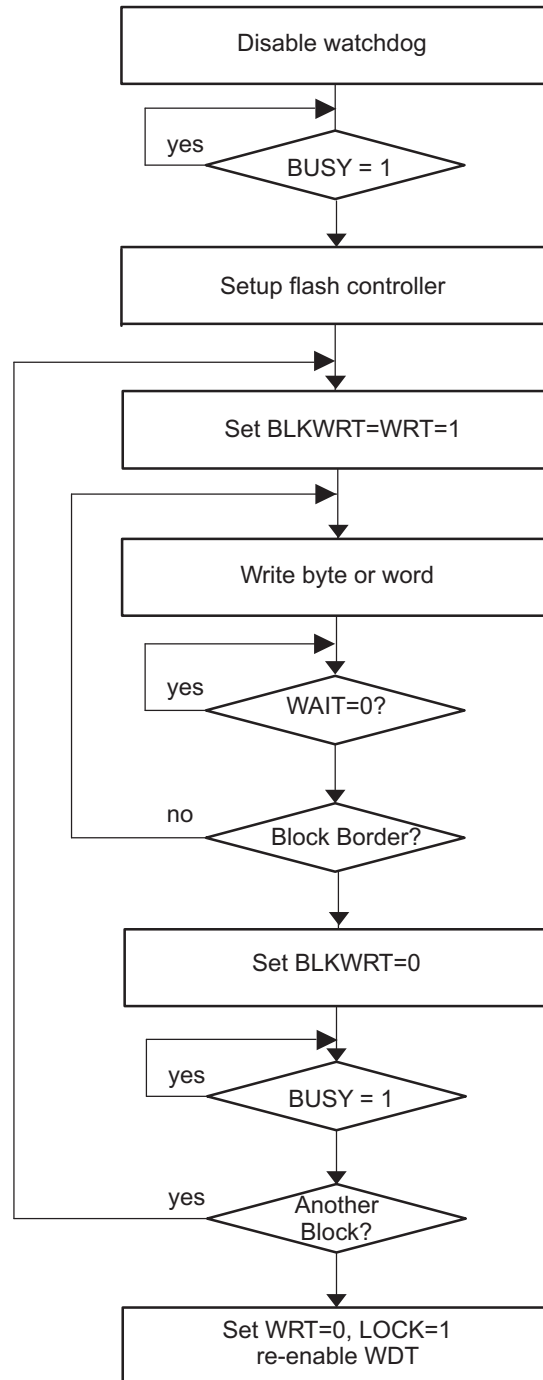 Disable watchdog
yes
BUSY = 1
Setup flash controller
Set BLKWRT=WRT=1
Write byte or word
yes
WAIT=0?
no
Block Border?
Set BLKWRT=0
yes
BUSY = 1
yes
Another
Block?
Set WRT=0, LOCK=1
re-enable WDT